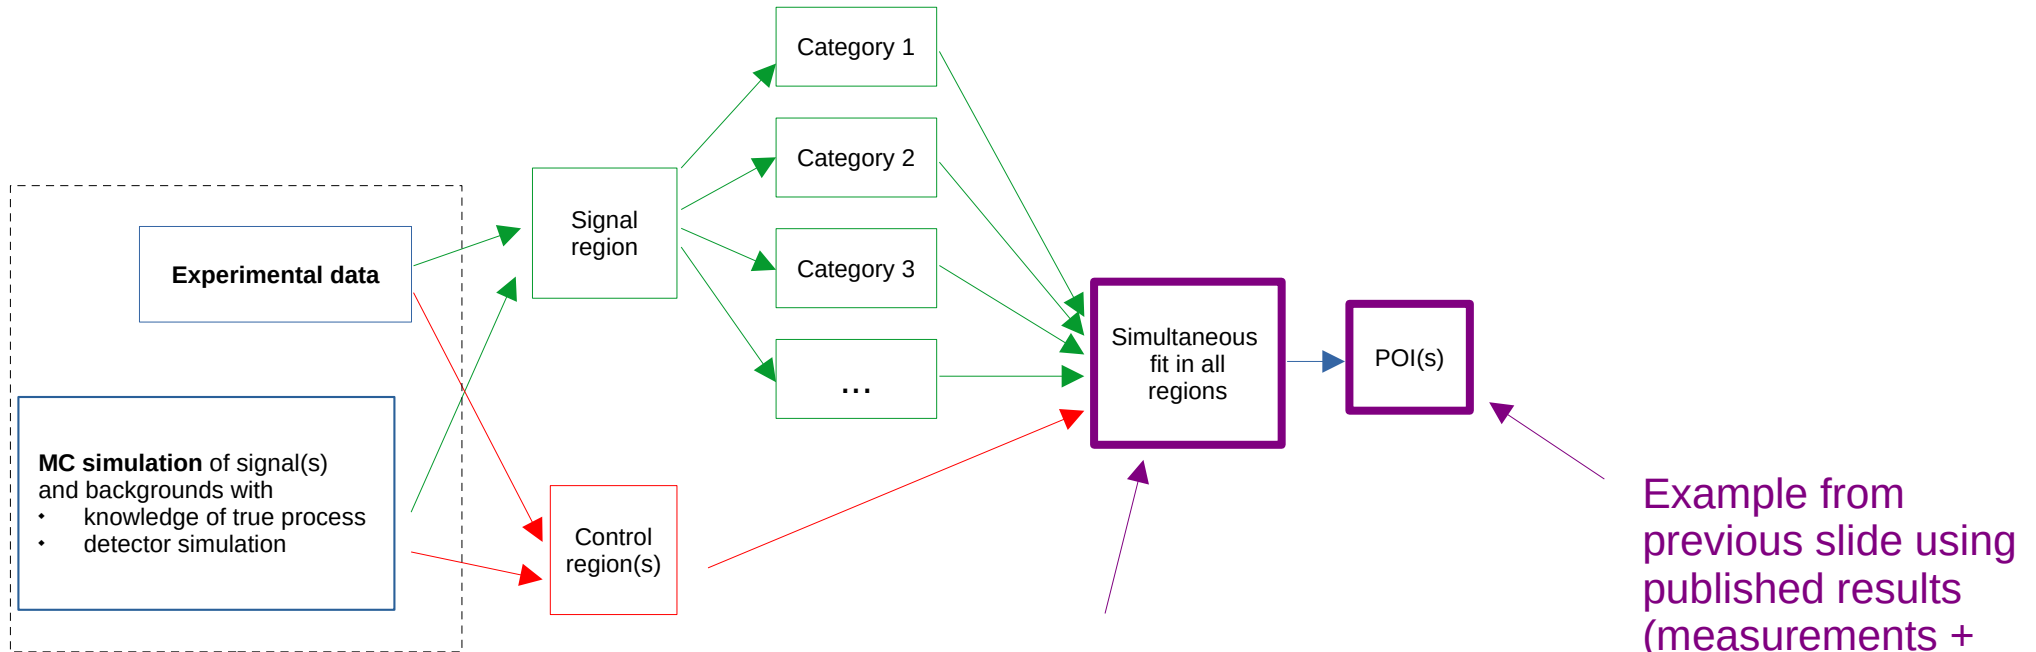 Category 1
Category 2
Signal
region
Experimental data
Category 3
Simultaneous
fit in all
regions
POI(s)
...
MC simulation of signal(s)
and backgrounds with
• knowledge of true process
• detector simulation
Control
region(s)
Example from
previous slide using
published results
(measurements +